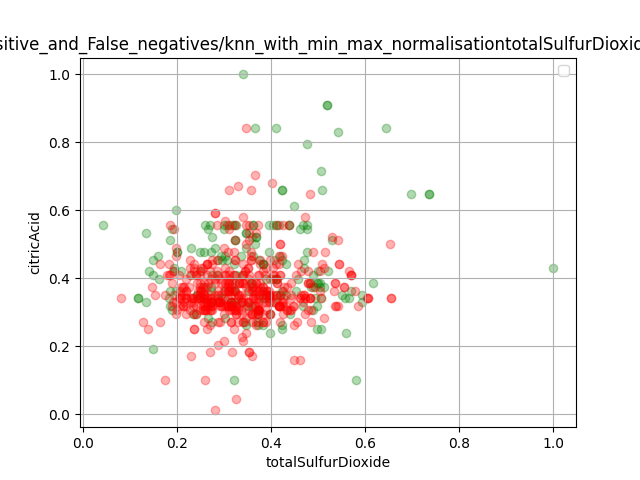 sitive_and_False_negatives/knn_with_min_max_normalisationtotalSulfurDioxid
1.0
0.8
0.6
0.4
0.2
0.0
citricAcid
0.0 0.2 0.4 0.6 0.8 1.0
totalSulfurDioxide